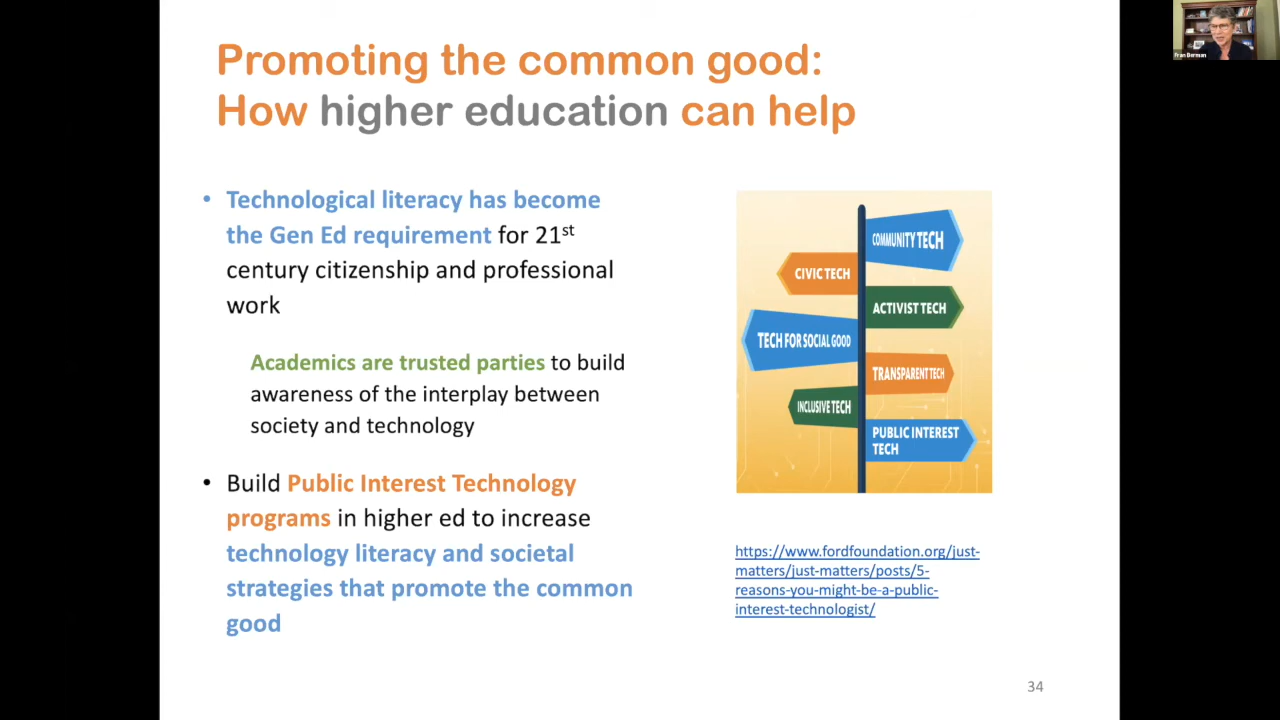 Promoting the common good:
How higher education can help
• Technological literacy has become
the Gen Ed requirement for 21st
century citizenship and professional
work
Academics are trusted parties to build
awareness of the interplay between
society and technology
• Build Public Interest Technology
programs in higher ed to increase
technology literacy and societal
strategies that promote the common
good
COMMUNITY TECH
CIVIC TECH
ACTIVIST TECH
TECH FOR SOCIAL GOOD
TRANSPARENT TECH
INCLUSIVE TECH
PUBLIC INTEREST
TECH
https://www.fordfoundation.org/just-
matters/just-matters/posts/5-
reasons-you-might-be-a-public-
interest-technologist/
34
Fran Berman